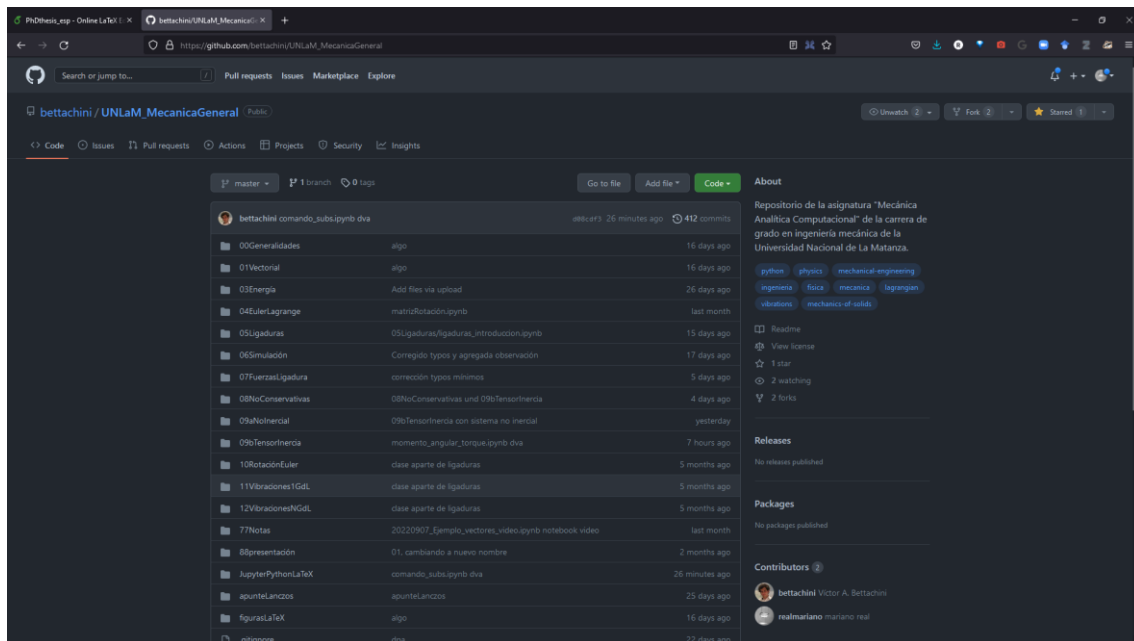 PhDthesis_esp - Online LaTeX E
bettachini/UNLaM_MecanicaGe
https://github.com/bettachini/UNLaM_MecanicaGeneral
Search or jump to... /
Pull requests Issues Marketplace Explore
bettachini / UNLaM_MecanicaGeneral Public
Unwatch 2
Fork 2
Starred 1
Code Issues Pull requests Actions Projects Security Insights
master 1 branch 0 tags Go to file Add file Code
bettachini comando_subs.ipynb dva 26 minutes ago 412 commits
00Generalidades algo 16 days ago
01Vectorial algo 16 days ago
03Energía Add files via upload 26 days ago
04EulerLagrange matrizRotación.ipynb last month
05Ligaduras 05Ligaduras/ligaduras_introduccion.ipynb 15 days ago
06Simulación Corregido typos y agregada observación 17 days ago
07FuerzasLigadura corrección typos mínimos 5 days ago
08NoConservativas 08NoConservativas und 09bTensorInercia 4 days ago
09aNoInercial 09bTensorInercia con sistema no inercial yesterday
09bTensorInercia momento_angular_torque.ipynb dva 7 hours ago
10RotaciónEuler clase aparte de ligaduras 5 months ago
11Vibraciones1GdL clase aparte de ligaduras 5 months ago
12VibracionesNGdL clase aparte de ligaduras 5 months ago
77Notas 20220907_Ejemplo_vectores_video.ipynb notebook video last month
88presentación 01. cambiando a nuevo nombre 2 months ago
JupyterPythonLaTeX comando_subs.ipynb dva 26 minutes ago
apunteLanczos apunteLanczos 25 days ago
figurasLaTeX algo 16 days ago
.gitignore dva 22 days ago
About
Repositorio de la asignatura "Mecánica
Analítica Computacional" de la carrera de
grado en ingeniería mecánica de la
Universidad Nacional de La Matanza.
python physics mechanical-engineering
ingenieria fisica mecanica lagrangian
vibrations mechanics-of-solids
Readme
View license
1 star
2 watching
2 forks
Releases
No releases published
Packages
No packages published
Contributors 2
bettachini Víctor A. Bettachini
realmariano mariano real